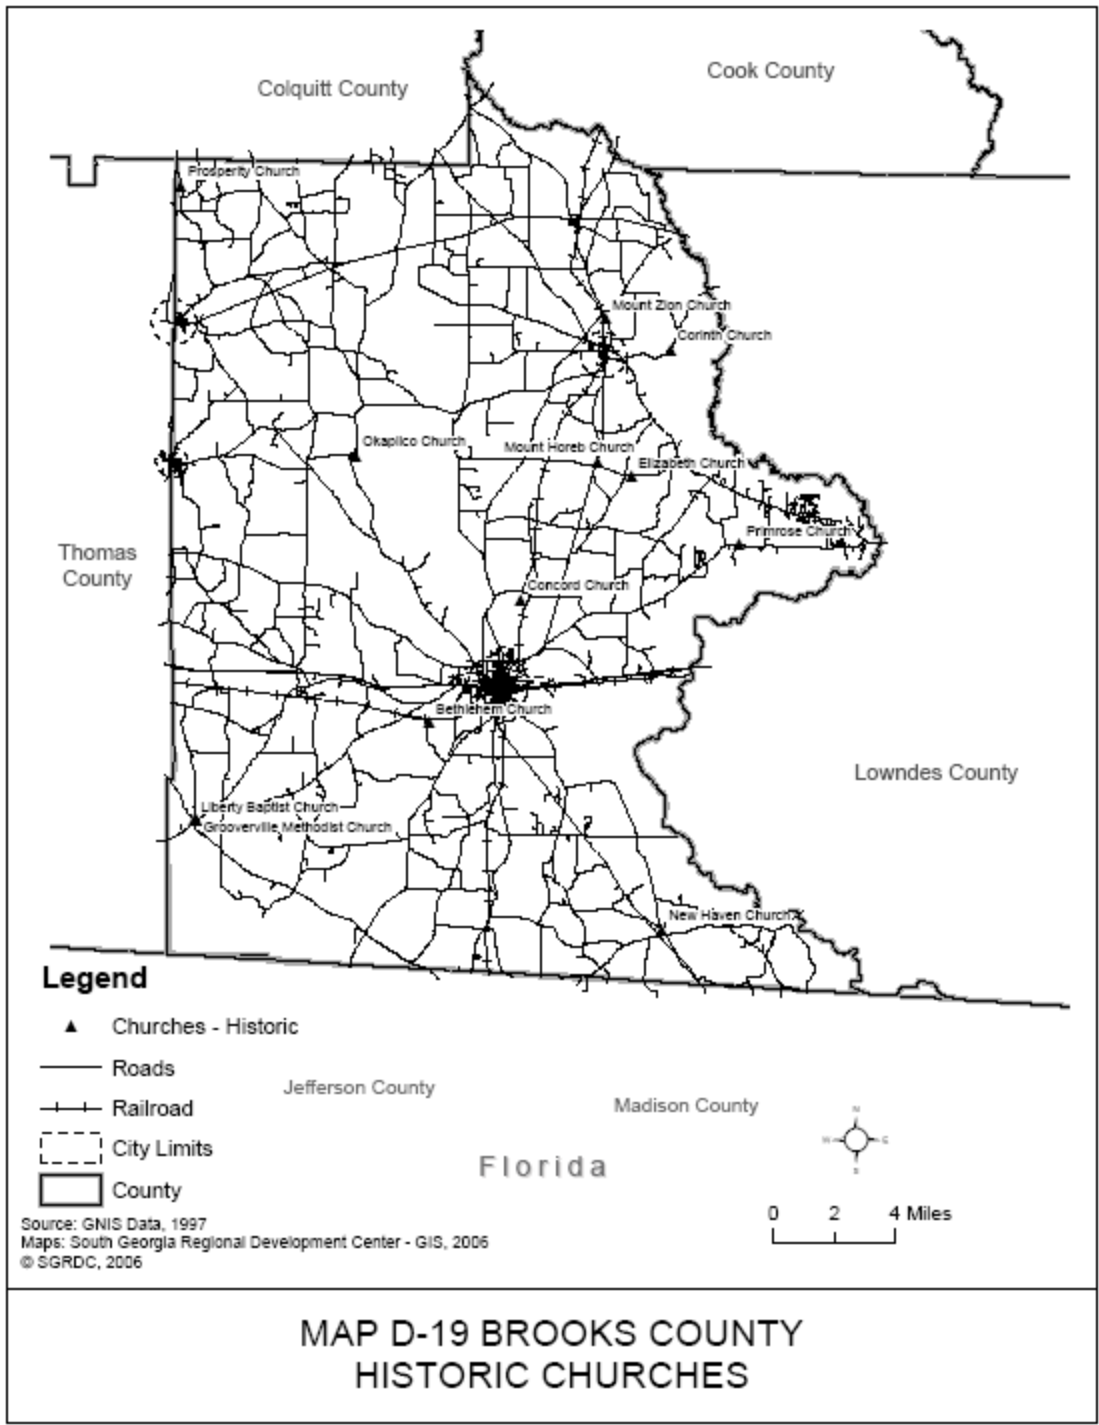 Colquitt County
Cook County
Prosperity Church
Mount Zion Church
Corinth Church
Okapilco Church
Mount Horeb Church
Elizabeth Church
Primrose Church
Thomas
County
Concord Church
Bethlehem Church
Lowndes County
Liberty Baptist Church
Grooverville Methodist Church
New Haven Church
Legend
Churches - Historic
Roads
Railroad
City Limits
County
Jefferson County
Madison County
Florida
N
W
E
S
0 2 4 Miles
Source: GNIS Data, 1997
Maps: South Georgia Regional Development Center - GIS, 2006
© SGRDC, 2006
MAP D-19 BROOKS COUNTY
HISTORIC CHURCHES